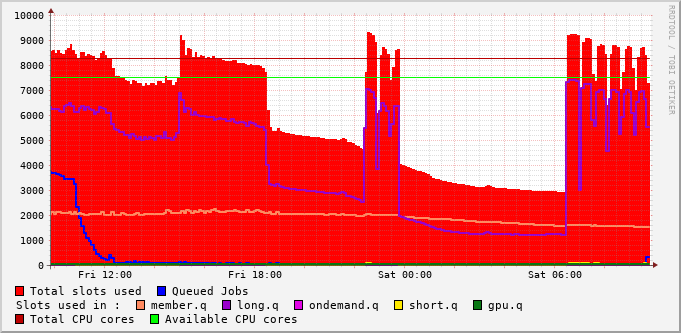 10000
9000
8000
7000
6000
5000
4000
3000
2000
1000
0
Fri 12:00 Fri 18:00 Sat 00:00 Sat 06:00
RRDTOOL / TOBI OETIKER
Total slots used Queued Jobs
Slots used in : member.q long.q ondemand.q short.q gpu.q
Total CPU cores Available CPU cores